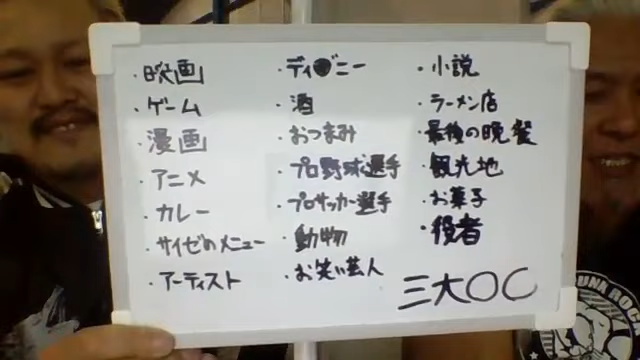 ・映画
・ゲーム
・漫画
・アニメ
・カレー
・サイゼのメニュー
・アーティスト
・ディ●ニー
・酒
・おつまみ
・プロ野球選手
・プロサッカー選手
・動物
・お笑い芸人
・小説
・ラーメン店
・最後の晩餐
・観光地
・お菓子
・役者
三大〇〇
UNK ROC